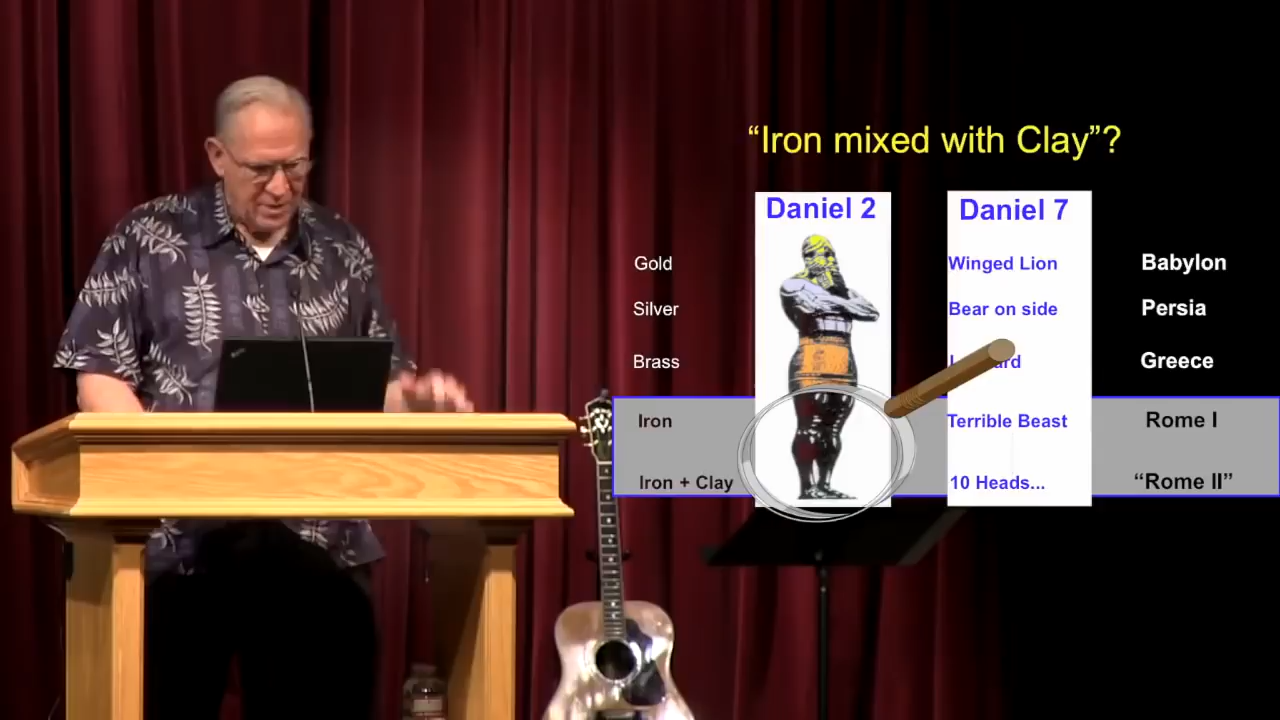 “Iron mixed with Clay”?
Daniel 2 Daniel 7
Gold Winged Lion Babylon
Silver Bear on side Persia
Brass Greece
Iron Terrible Beast Rome I
Iron + Clay 10 Heads... “Rome II”